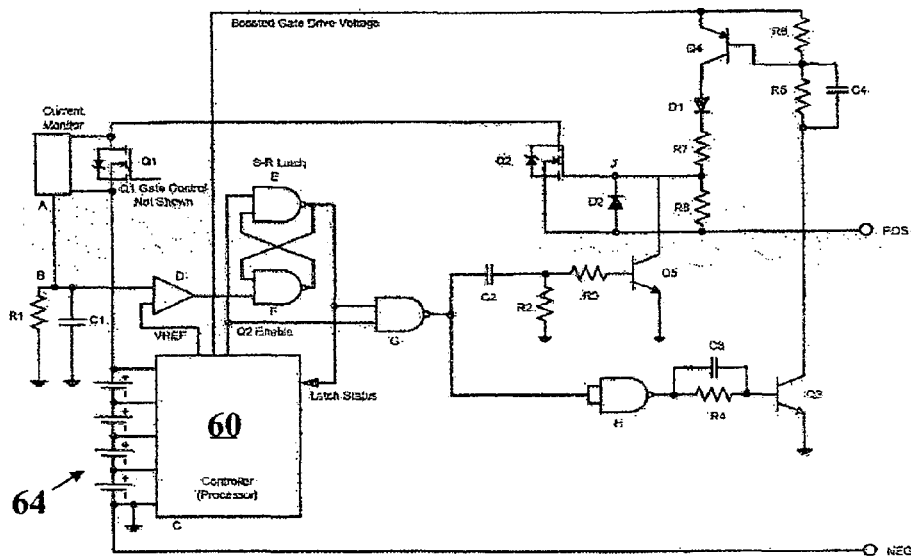 Boosted Gate Drive Voltage
R6
Q4
R5
C4
Current
Monitor
D1
Q1
S-R Latch
E
Q2
J
R7
Q1 Gate Control
Not Shown
A
D2
R8
POS
B
D
F
C2
R3
Q5
R1
C1
R2
VREF
Q2 Enable
G
C3
Latch Status
60
H
R4
Q3
64
Controller
(Processor)
C
NEG